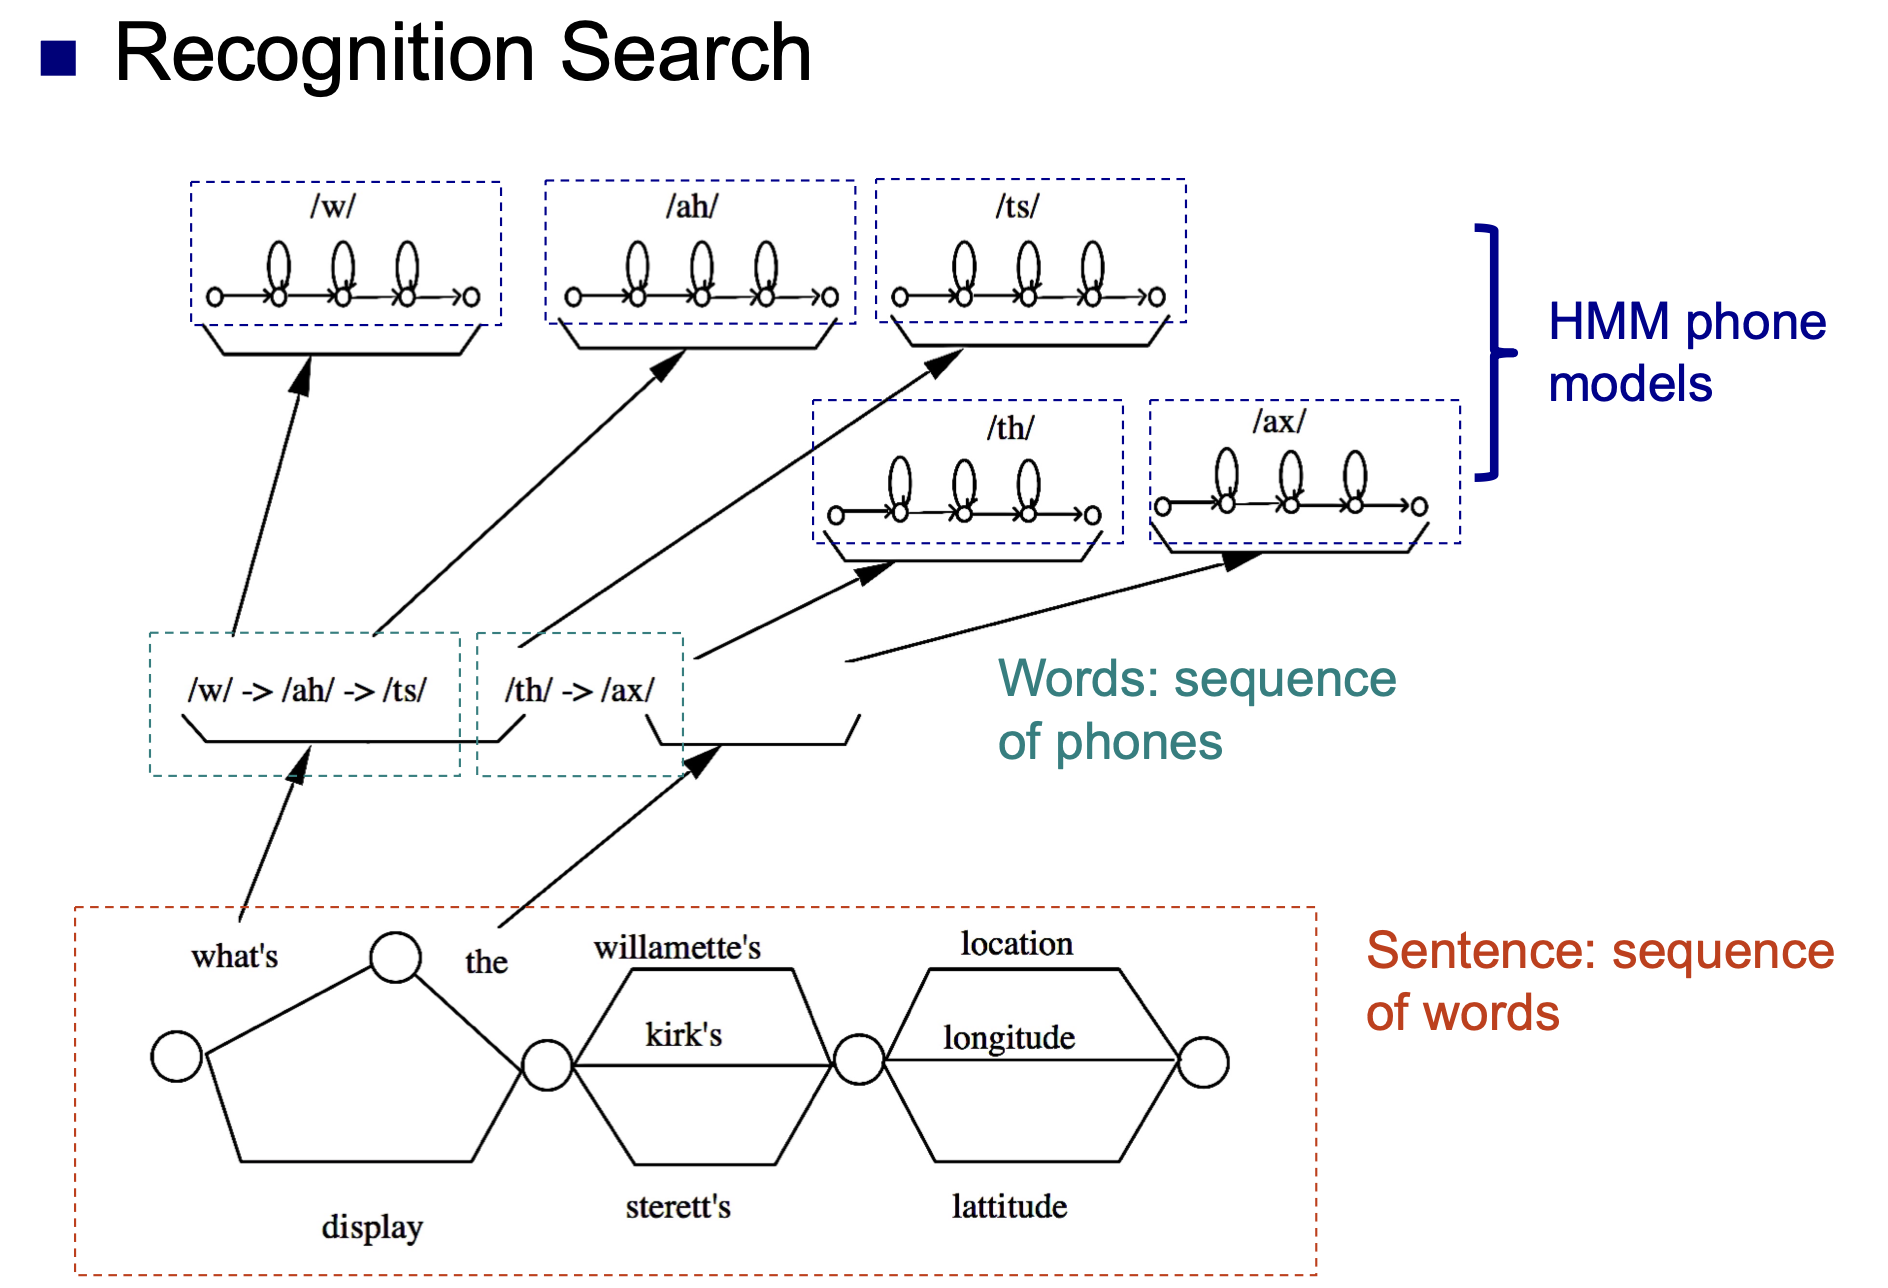 Recognition Search
/w/
/ah/
/ts/
HMM phone
models
/th/
/ax/
/w/ -> /ah/ -> /ts/
/th/ -> /ax/
Words: sequence
of phones
what's
the
willamette's
location
Sentence: sequence
of words
kirk's
longitude
sterett's
lattitude
display